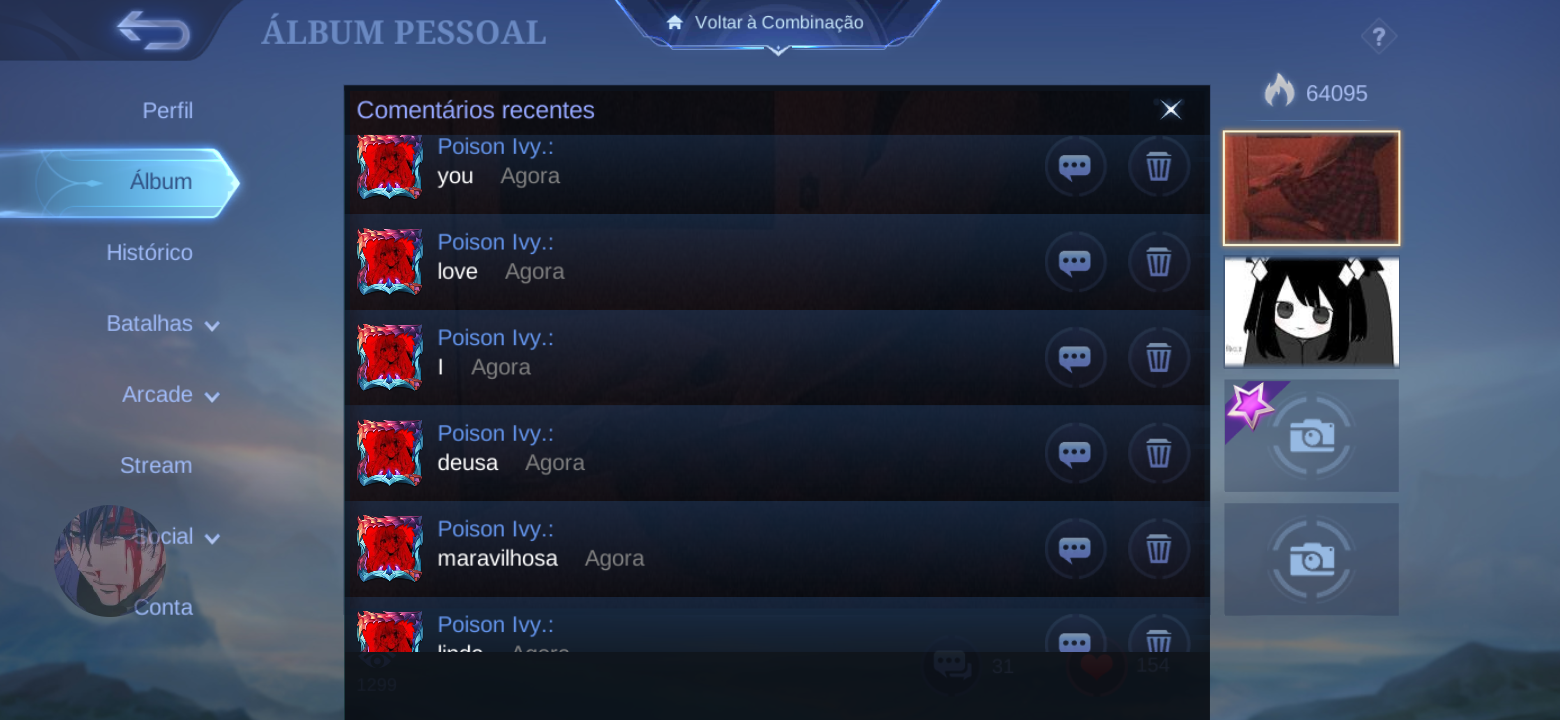 ÁLBUM PESSOAL
Voltar à Combinação
?
64095
Perfil
Álbum
Histórico
Batalhas
Arcade
Stream
Social
Conta
Comentários recentes
Poison Ivy.:
you Agora
Poison Ivy.:
love Agora
Poison Ivy.:
I Agora
Poison Ivy.:
deusa Agora
Poison Ivy.:
maravilhosa Agora
Poison Ivy.:
Agora
1299
31
154